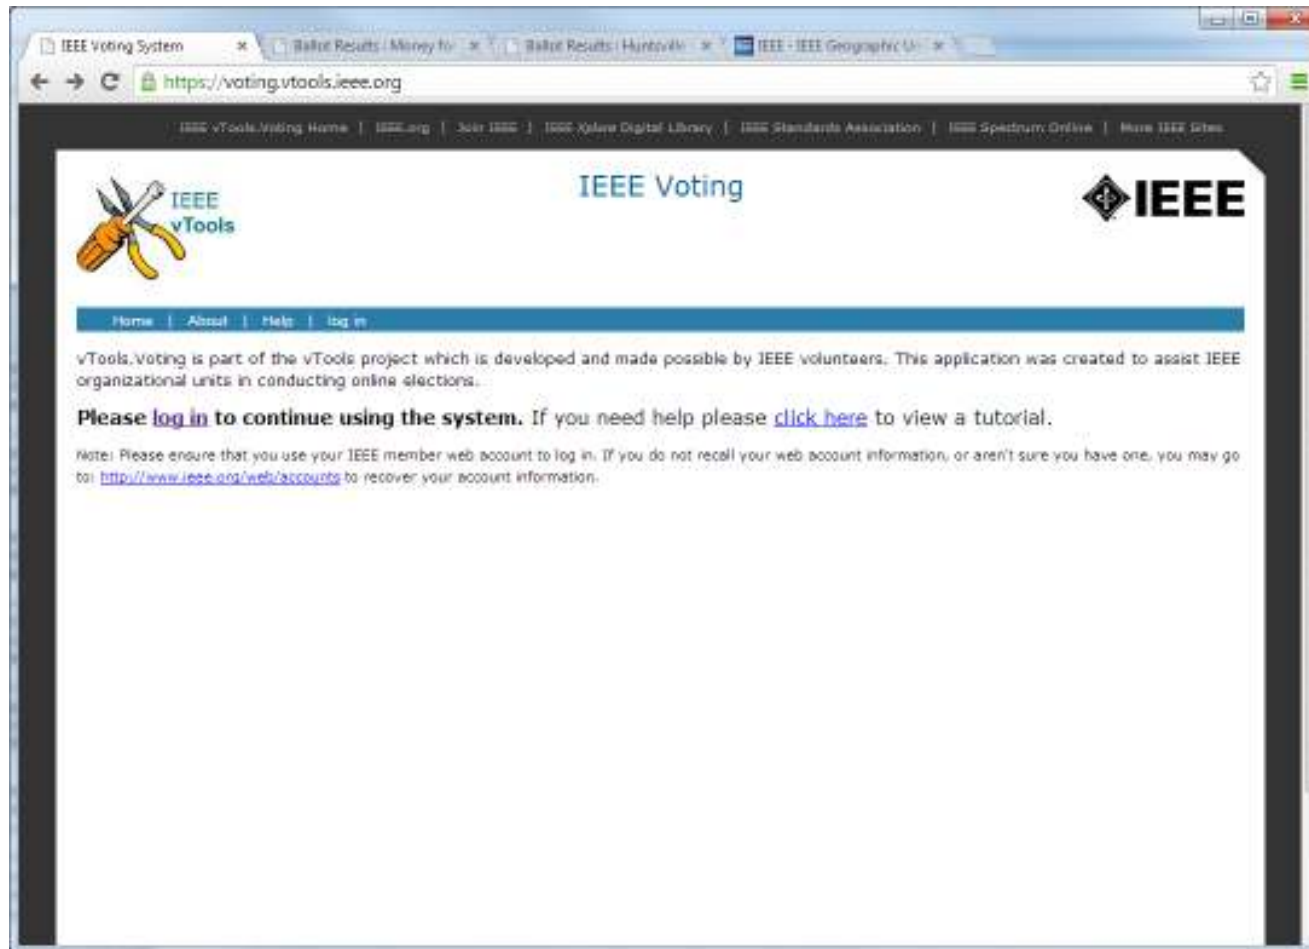 IEEE Voting System
Ballot Results : Money for
Ballot Results : Huntsville
IEEE - IEEE Geographic Un
https://voting.vtools.ieee.org
IEEE vTools.Voting Home | IEEE.org | Join IEEE | IEEE Xplore Digital Library | IEEE Standards Association | IEEE Spectrum Online | More IEEE Sites
IEEE
vTools
IEEE Voting
IEEE
Home | About | Help | log in
vTools.Voting is part of the vTools project which is developed and made possible by IEEE volunteers. This application was created to assist IEEE
organizational units in conducting online elections.
Please log in to continue using the system. If you need help please click here to view a tutorial.
Note: Please ensure that you use your IEEE member web account to log in. If you do not recall your web account information, or aren't sure you have one, you may go
to: http://www.ieee.org/web/accounts to recover your account information.